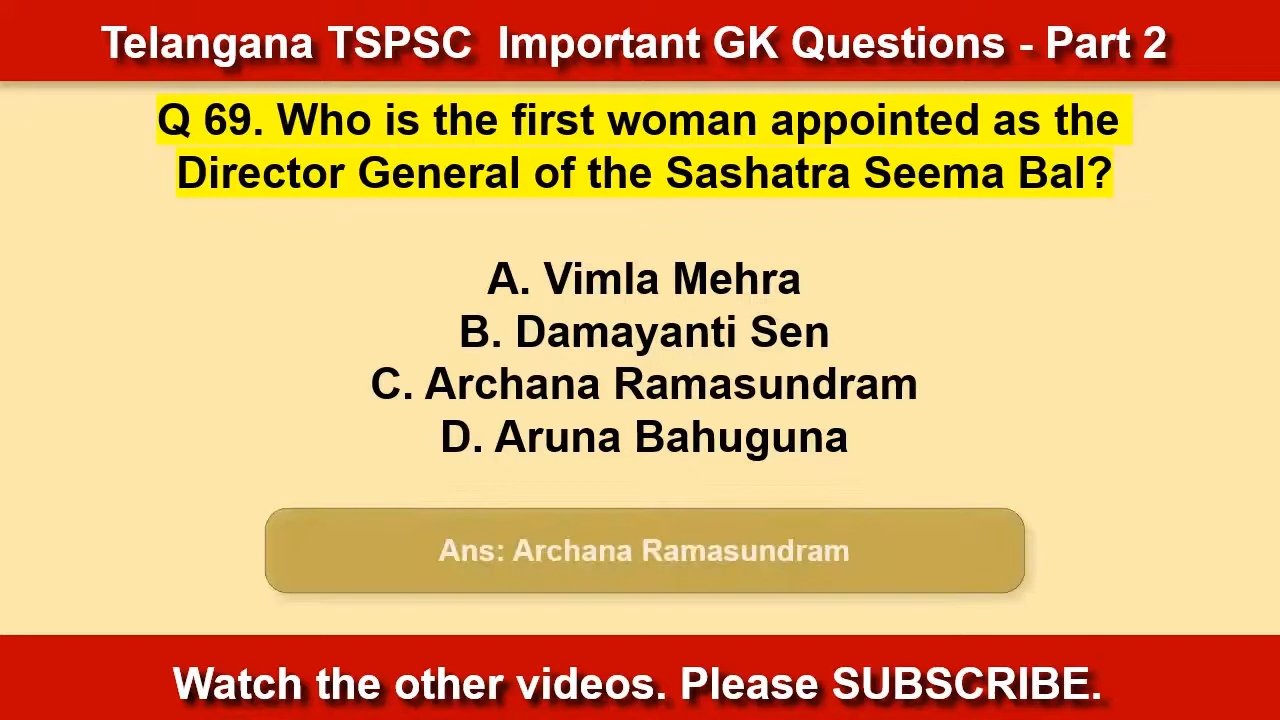 Telangana TSPSC Important GK Questions - Part 2
Q 69. Who is the first woman appointed as the
Director General of the Sashatra Seema Bal?
A. Vimla Mehra
B. Damayanti Sen
C. Archana Ramasundram
D. Aruna Bahuguna
Ans: Archana Ramasundram
Watch the other videos. Please SUBSCRIBE.